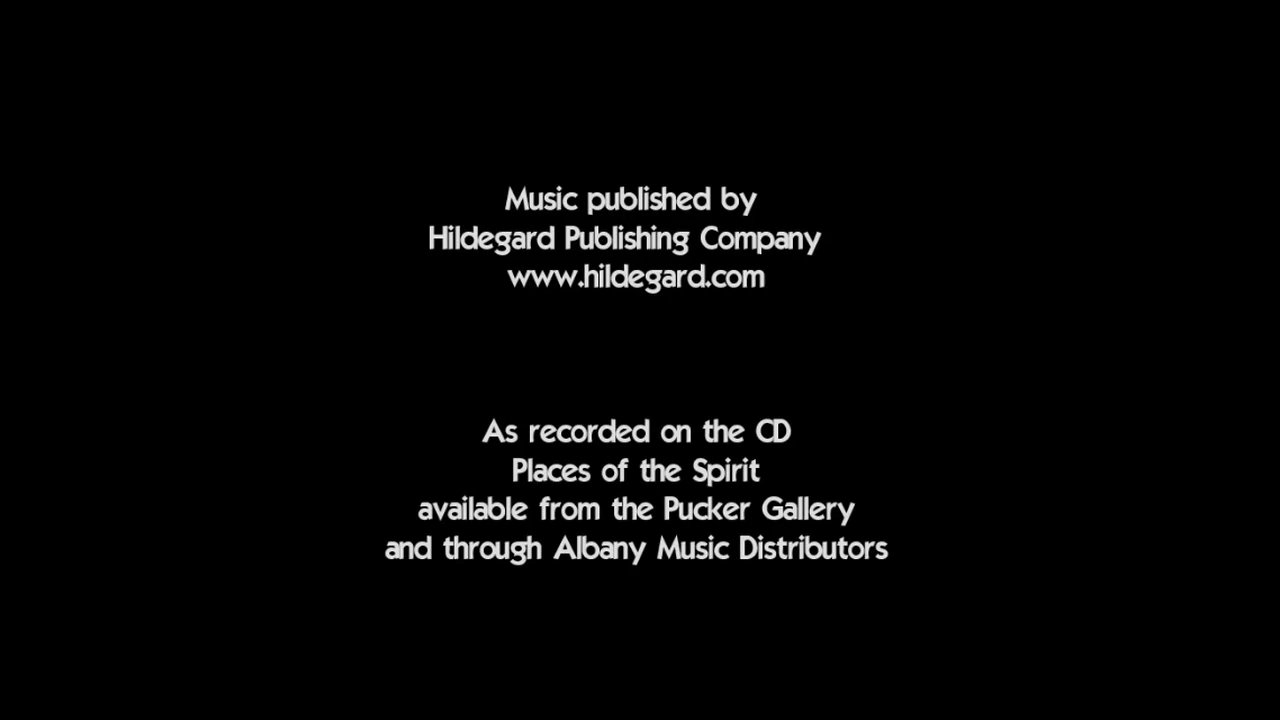 Music published by
Hildegard Publishing Company
www.hildegard.com
As recorded on the CD
Places of the Spirit
available from the Pucker Gallery
and through Albany Music Distributors